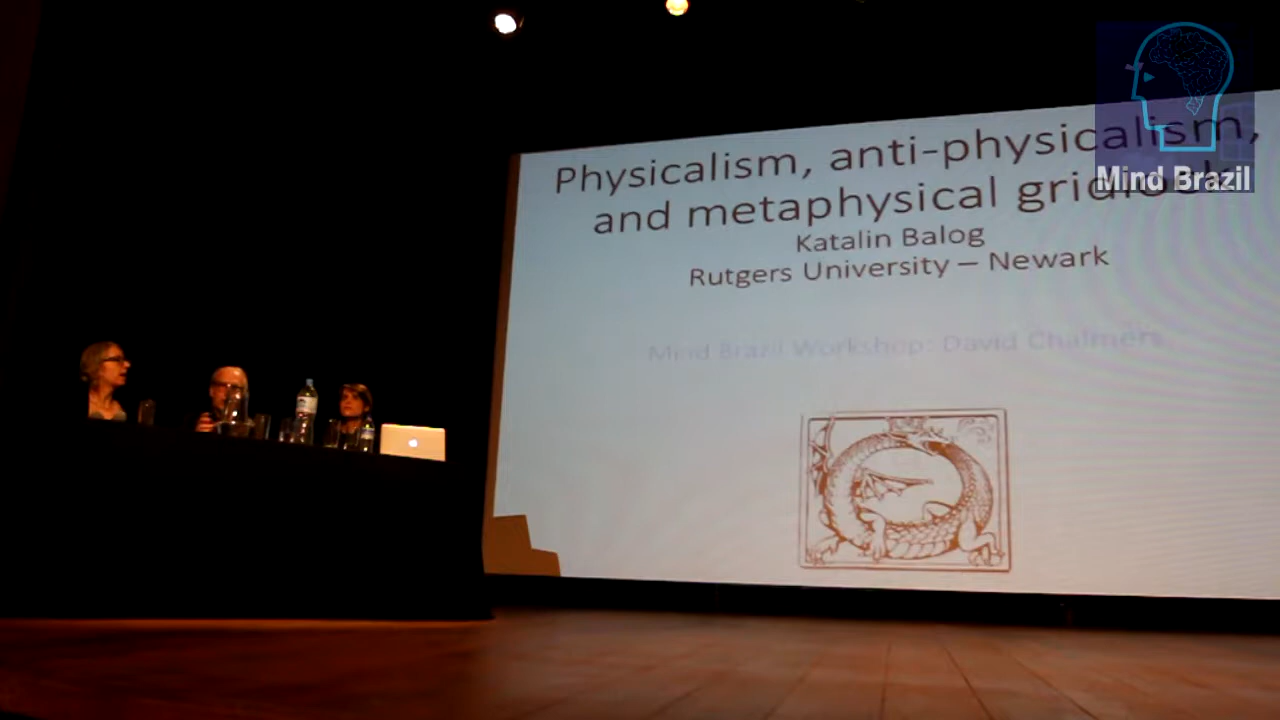 Physicalism, anti-physicalism,
and metaphysical gridlock
Katalin Balog
Rutgers University – Newark
Mind Brazil Workshop: David Chalmers
Mind Brazil